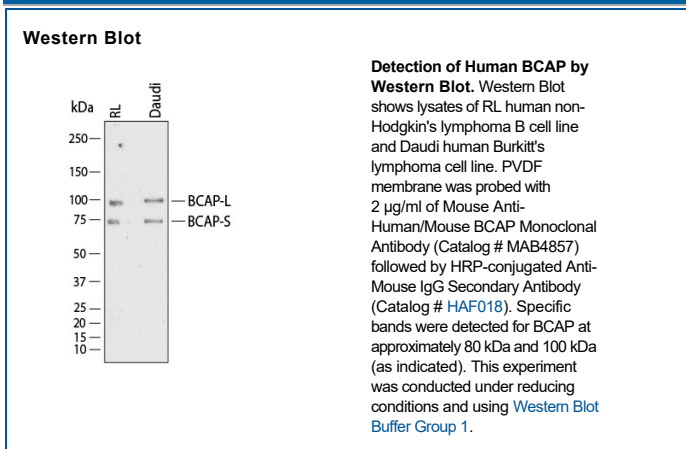 Western Blot
kDa
RL
Daudi
250
150
100
75
50
37
25
20
15
10
BCAP-L
BCAP-S
Detection of Human BCAP by
Western Blot. Western Blot
shows lysates of RL human non-
Hodgkin's lymphoma B cell line
and Daudi human Burkitt's
lymphoma cell line. PVDF
membrane was probed with
2 µg/ml of Mouse Anti-
Human/Mouse BCAP Monoclonal
Antibody (Catalog # MAB4857)
followed by HRP-conjugated Anti-
Mouse IgG Secondary Antibody
(Catalog # HAF018). Specific
bands were detected for BCAP at
approximately 80 kDa and 100 kDa
(as indicated). This experiment
was conducted under reducing
conditions and using Western Blot
Buffer Group 1.